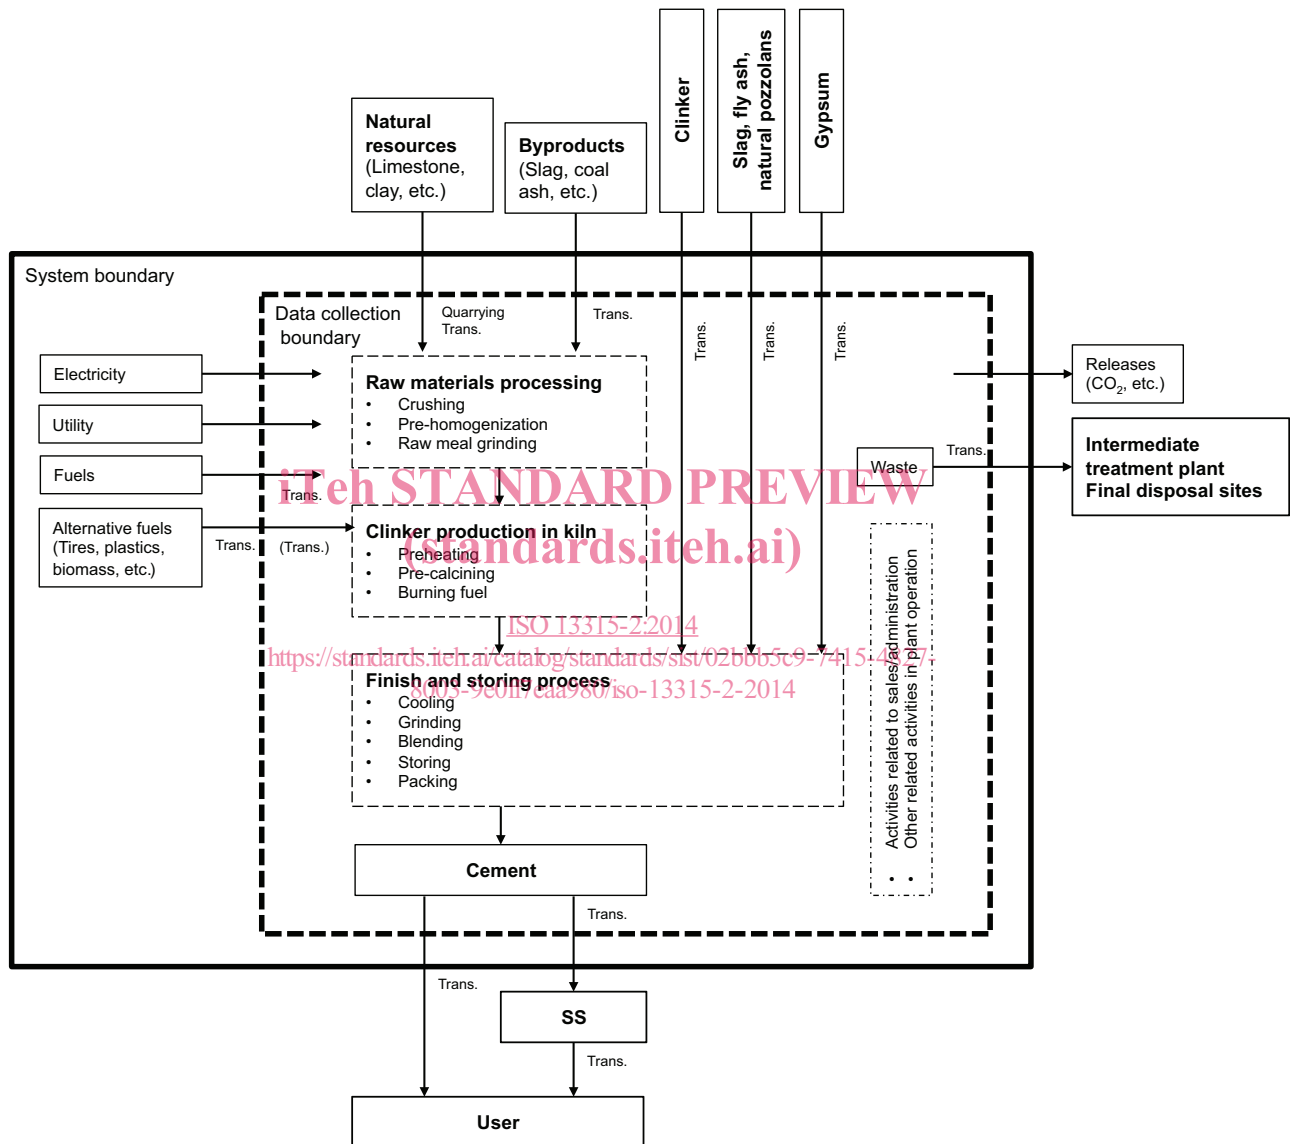 Natural
resources
(Limestone,
clay, etc.)
Byproducts
(Slag, coal
ash, etc.)
Clinker
Slag, fly ash,
natural pozzolans
Gypsum
System boundary
Data collection
boundary
Quarrying
Trans.
Trans.
Trans.
Trans.
Trans.
Electricity
Utility
Fuels
Trans.
Alternative fuels
(Tires, plastics,
biomass, etc.)
Trans.
(Trans.)
Raw materials processing
• Crushing
• Pre-homogenization
• Raw meal grinding
Clinker production in kiln
• Preheating
• Pre-calcining
• Burning fuel
Finish and storing process
• Cooling
• Grinding
• Blending
• Storing
• Packing
Releases
(CO2, etc.)
Waste
Trans.
Intermediate
treatment plant
Final disposal sites
• Activities related to sales/administration
• Other related activities in plant operation
iTeh STANDARD PREVIEW
(standards.iteh.ai)
ISO 13315-2:2014
https://standards.iteh.ai/catalog/standards/sist/02bbb5c9-7415-4827-
8003-9e0ff7eaa980/iso-13315-2-2014
Cement
Trans.
Trans.
SS
Trans.
User